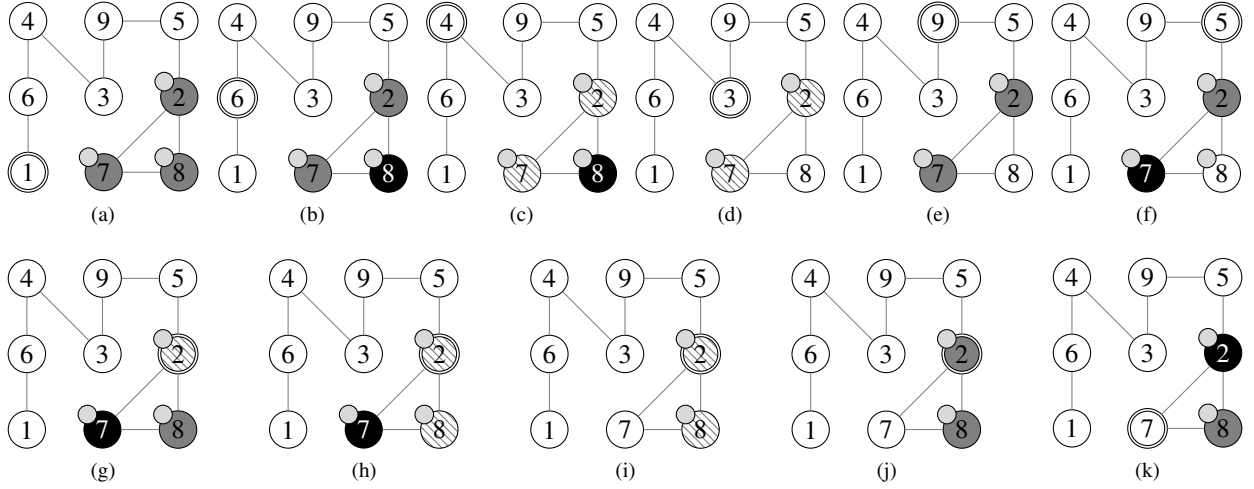 4 9 5 4 9 5 4 9 5 4 9 5 4 9 5 4 9 5
6 3 2 6 3 2 6 3 2 6 3 2 6 3 2 6 3 2
1 7 8 1 7 8 1 7 8 1 7 8 1 7 8 1 7 8
(a) (b) (c) (d) (e) (f)
4 9 5 4 9 5 4 9 5 4 9 5 4 9 5
6 3 2 6 3 2 6 3 2 6 3 2 6 3 2
1 7 8 1 7 8 1 7 8 1 7 8 1 7 8
(g) (h) (i) (j) (k)